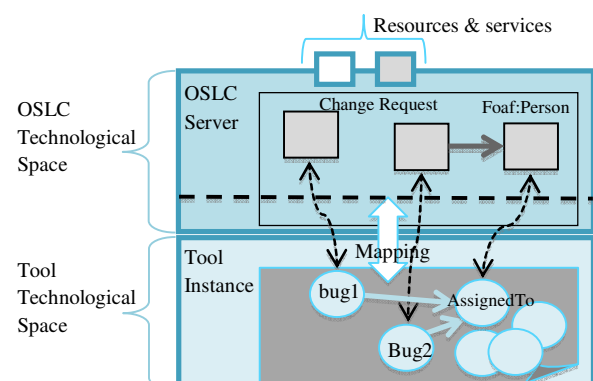 Resources & services
OSLC
Technological
Space
OSLC
Server
Change Request
Foaf:Person
Mapping
Tool
Technological
Space
Tool
Instance
bug1
AssignedTo
Bug2